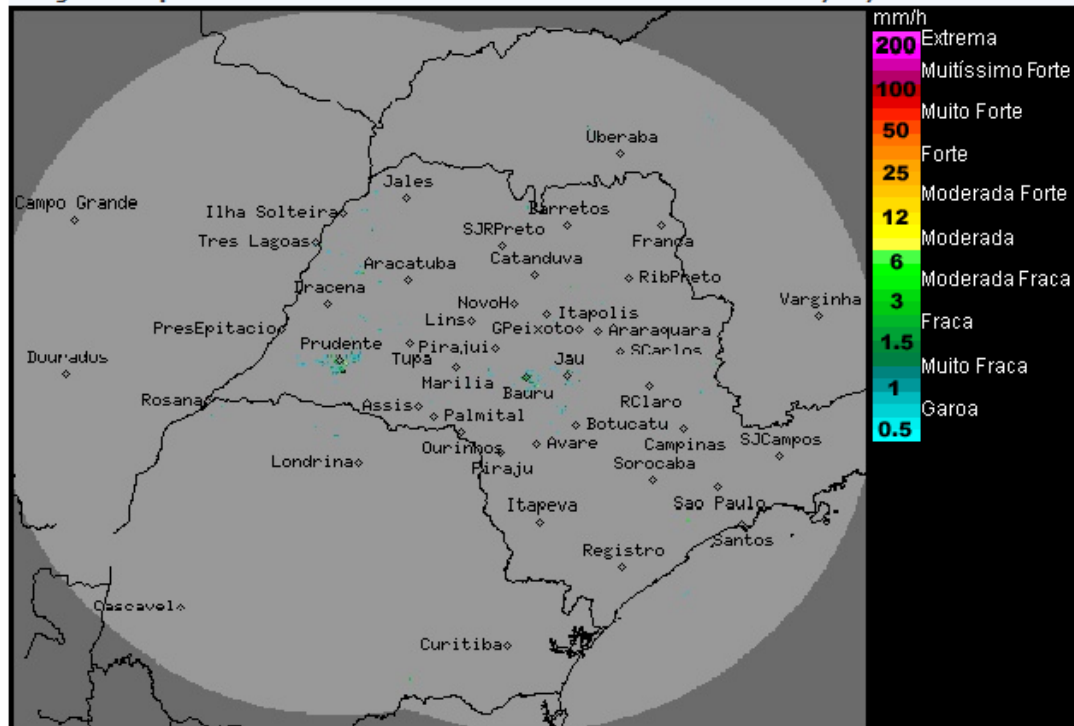 mm/h
200 Extrema
Muitíssimo Forte
100
Muito Forte
50
Forte
25
Moderada Forte
12
Moderada
6
Moderada Fraca
3
Fraca
1.5
Muito Fraca
1
Garoa
0.5
Uberaba
Jales
Campo Grande
Ilha Solteira
Barretos
SJRPreto
Franca
Tres Lagoas
Catanduva
Aracatuba
RibPreto
Dracena
NovoH
Itapolis
Varginha
Lins
GPeixoto
Araraquara
PresEpitacio
Prudente
Pirajui
SCarlos
Dourados
Tupa
Jau
Marilia
Bauru
Rosana
Assis
Palmital
RClaro
Botucatu
Campinas
SJCampos
Ourinhos
Avare
Piraju
Londrina
Sorocaba
Itapeva
Sao Paulo
Santos
Registro
Cascavel
Curitiba